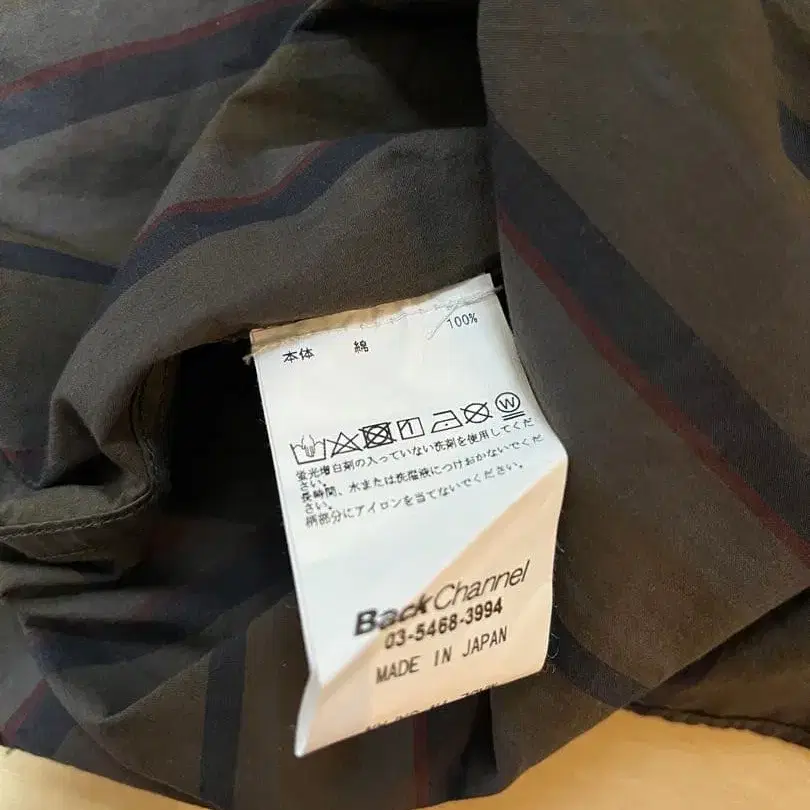 本体 綿 100%
蛍光増白剤の入っていない洗剤を使用してくだ
さい。
長時間、水または洗濯液につけおかないでくだ
さい。
柄部分にアイロンを当てないでください。
BackChannel
03-5468-3994
MADE IN JAPAN